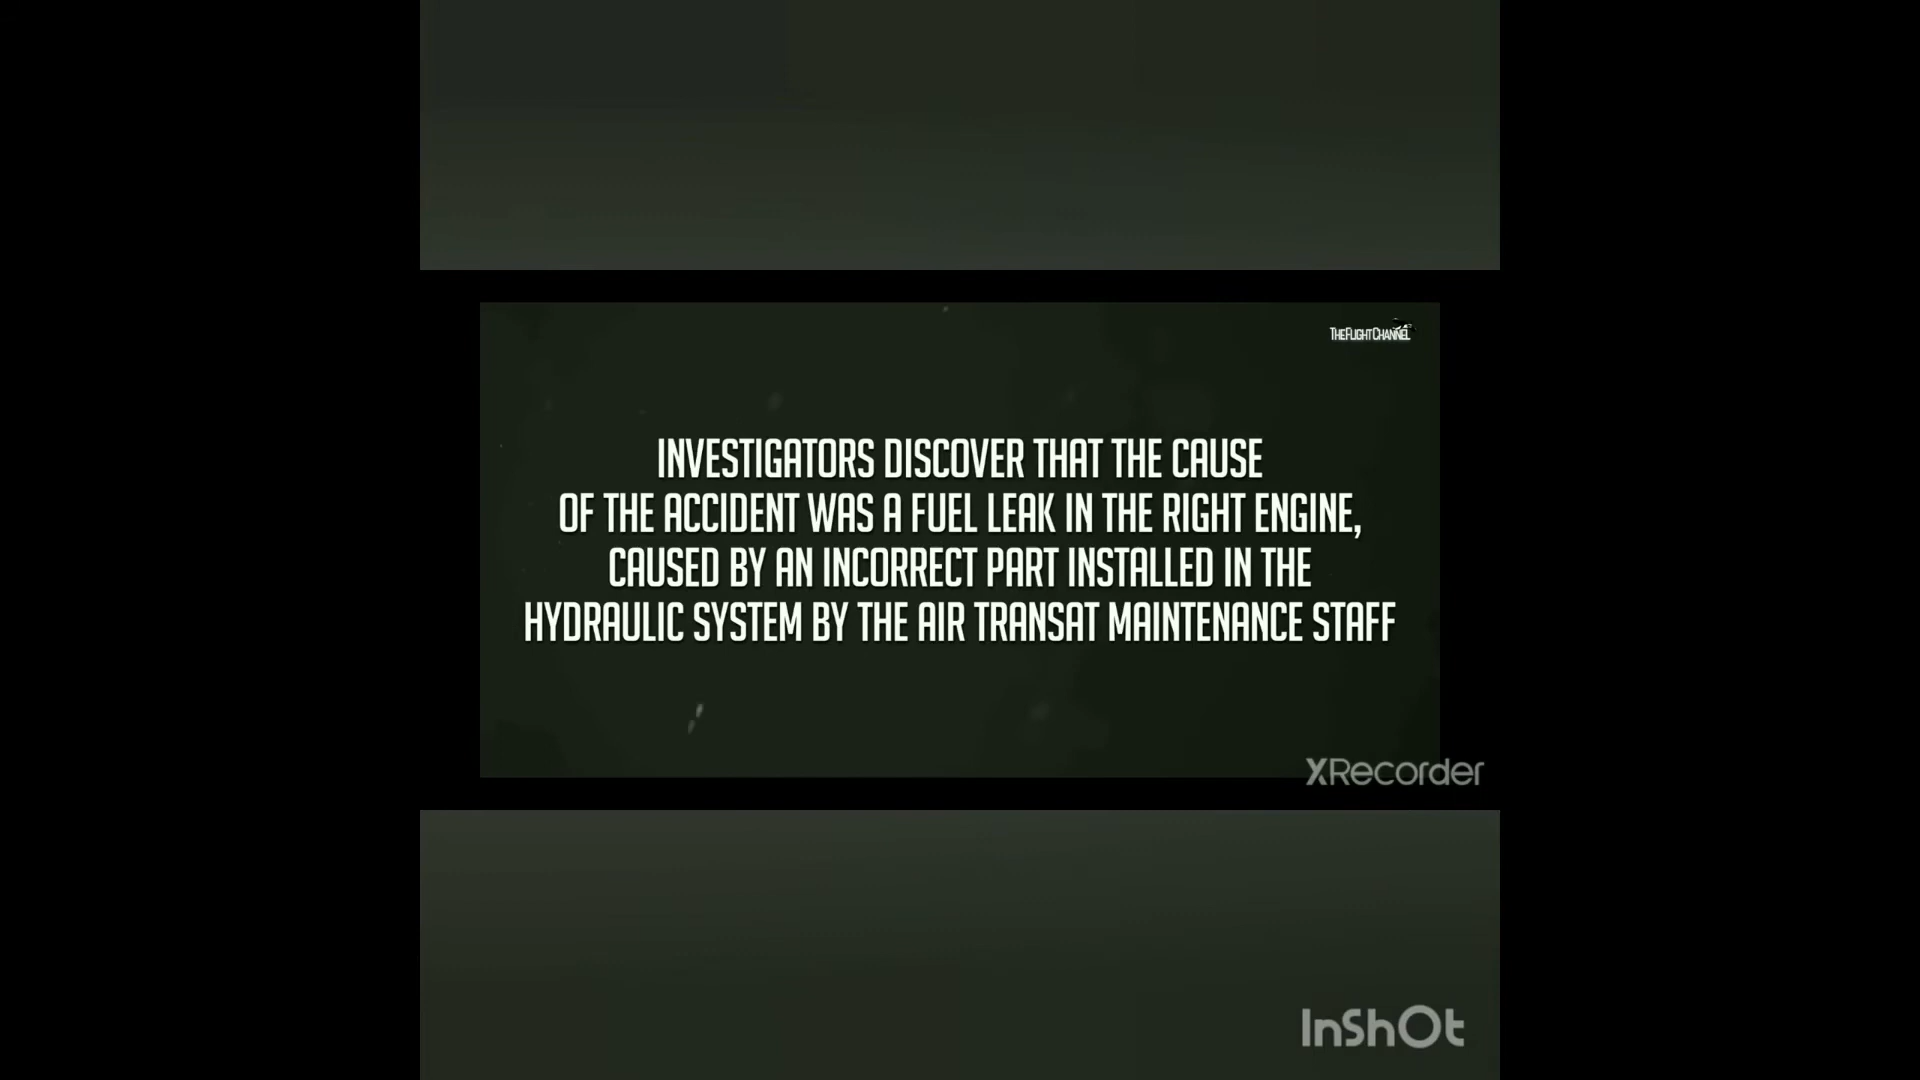 THEFLIGHTCHANNEL
INVESTIGATORS DISCOVER THAT THE CAUSE
OF THE ACCIDENT WAS A FUEL LEAK IN THE RIGHT ENGINE,
CAUSED BY AN INCORRECT PART INSTALLED IN THE
HYDRAULIC SYSTEM BY THE AIR TRANSAT MAINTENANCE STAFF
XRecorder
InShOt